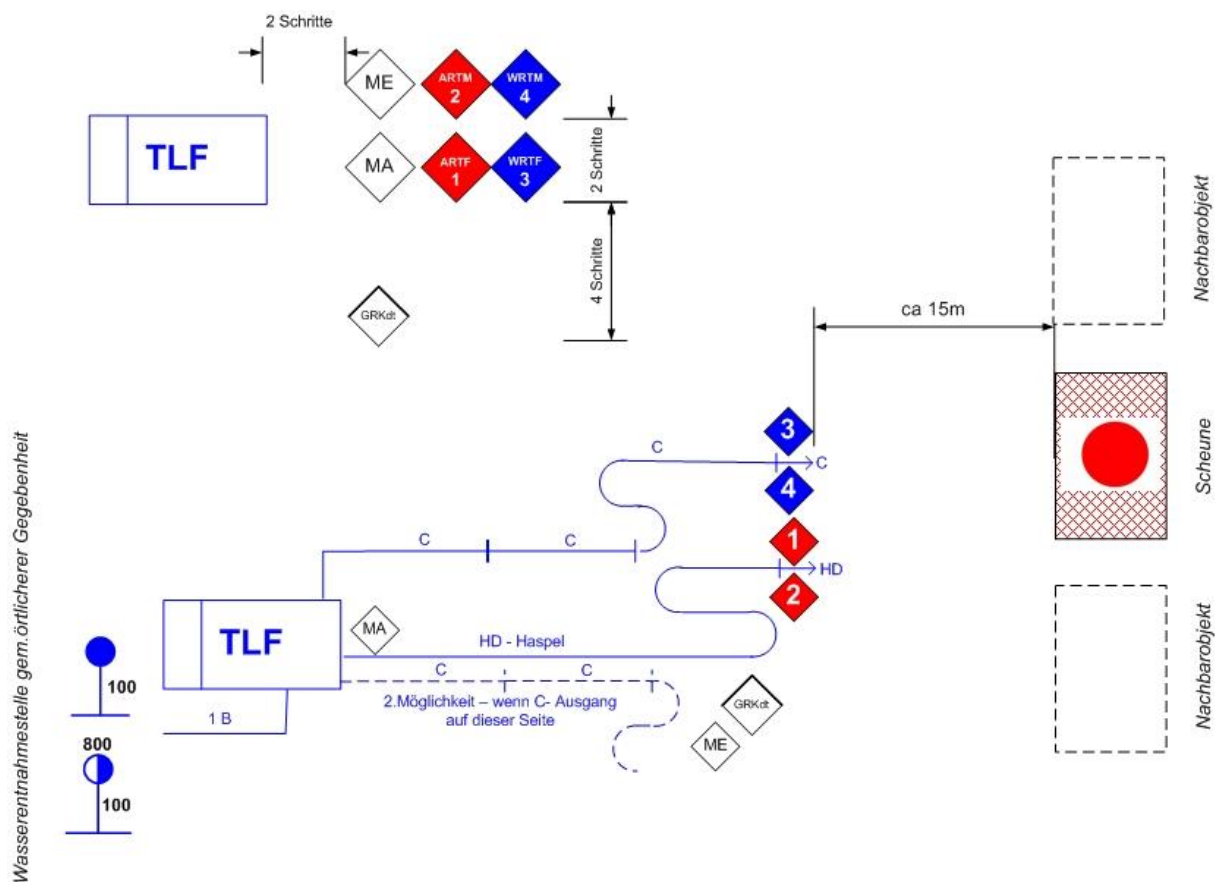 2 Schritte
ME
ARTM
2
WRTM
4
TLF
MA
ARTF
1
WRTF
3
2 Schritte
4 Schritte
GRKdt
ca 15m
Nachbarobjekt
Scheune
Nachbarobjekt
Wasserentnahmestelle gem.örtlicherer Gegebenheit
3
C
C
4
C
C
1
HD
2
TLF
MA
HD - Haspel
C
C
2.Möglichkeit – wenn C- Ausgang
auf dieser Seite
GRKdt
ME
100
1 B
800
100